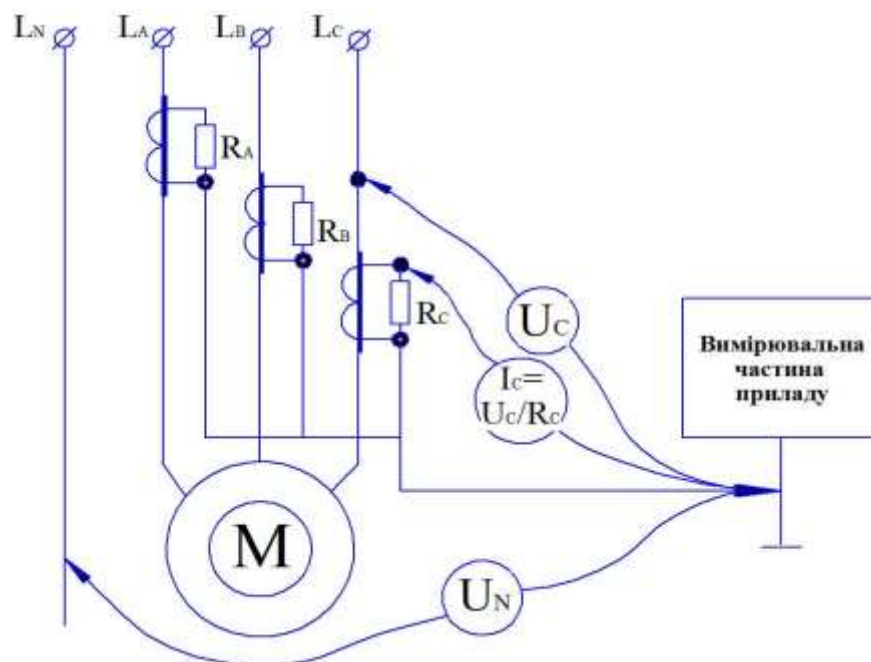 LN LA LB LC
RA
RB
RC
UC
IC=
UC/RC
Вимірювальна
частина
приладу
M
UN